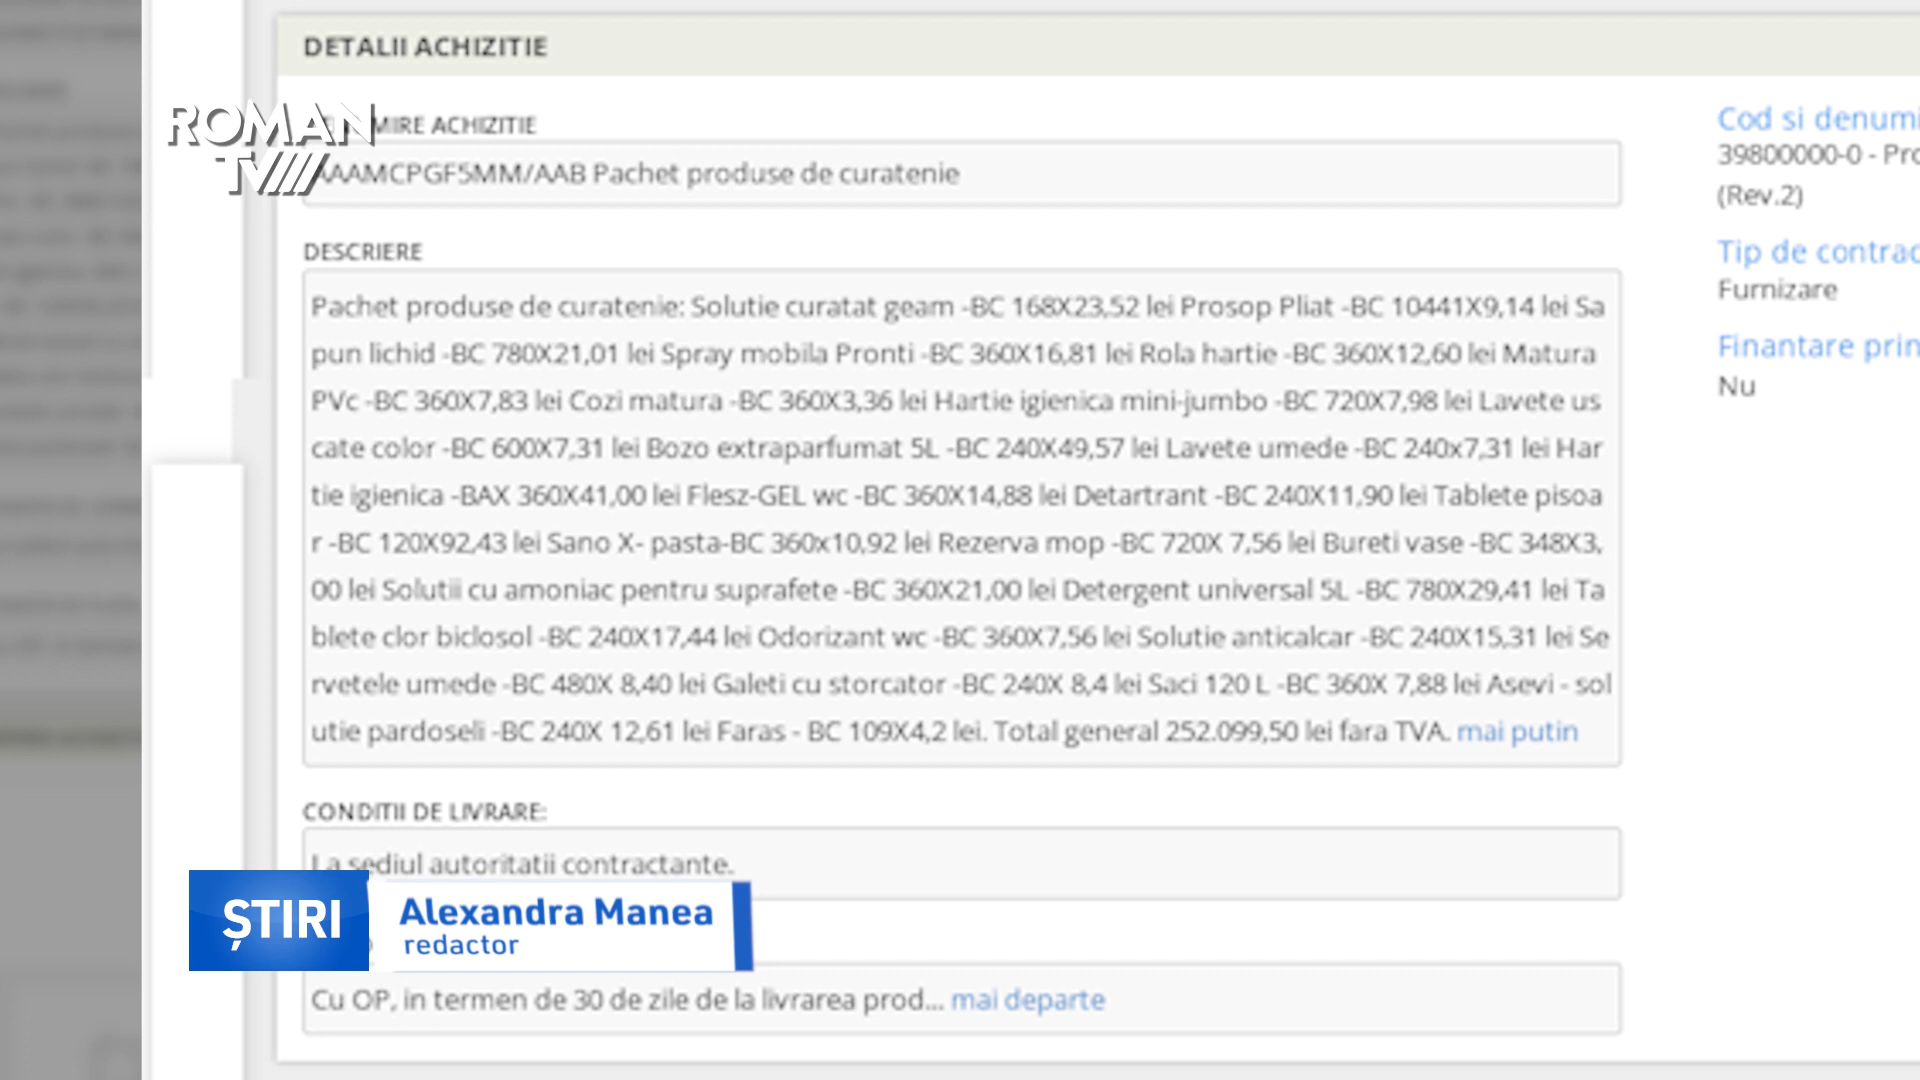 DETALII ACHIZITIE
ROMAN
TV
MIRE ACHIZITIE
AAAMCPGF5MM/AAB Pachet produse de curatenie
DESCRIERE
Pachet produse de curatenie: Solutie curatat geam -BC 168X23,52 lei Prosop Pliat -BC 10441X9,14 lei Sa
pun lichid -BC 780X21,01 lei Spray mobila Pronti -BC 360X16,81 lei Rola hartie -BC 360X12,60 lei Matura
PVc -BC 360X7,83 lei Cozi matura -BC 360X3,36 lei Hartie igienica mini-jumbo -BC 720X7,98 lei Lavete us
cate color -BC 600X7,31 lei Bozo extraparfumat 5L -BC 240X49,57 lei Lavete umede -BC 240x7,31 lei Har
tie igienica -BAX 360X41,00 lei Flesz-GEL wc -BC 360X14,88 lei Detartrant -BC 240X11,90 lei Tablete pisoa
r -BC 120X92,43 lei Sano X- pasta-BC 360x10,92 lei Rezerva mop -BC 720X 7,56 lei Bureti vase -BC 348X3,
00 lei Solutii cu amoniac pentru suprafete -BC 360X21,00 lei Detergent universal 5L -BC 780X29,41 lei Ta
blete clor biclosol -BC 240X17,44 lei Odorizant wc -BC 360X7,56 lei Solutie anticalcar -BC 240X15,31 lei Se
rvetele umede -BC 480X 8,40 lei Galeti cu storcator -BC 240X 8,4 lei Saci 120 L -BC 360X 7,88 lei Asevi - sol
utie pardoseli -BC 240X 12,61 lei Faras - BC 109X4,2 lei. Total general 252.099,50 lei fara TVA. mai putin
CONDITII DE LIVRARE:
La sediul autoritatii contractante.
Cu OP, in termen de 30 de zile de la livrarea prod... mai departe
Cod si denumi
39800000-0 - Pro
(Rev.2)
Tip de contrac
Furnizare
Finantare prin
Nu
ȘTIRI
Alexandra Manea
redactor